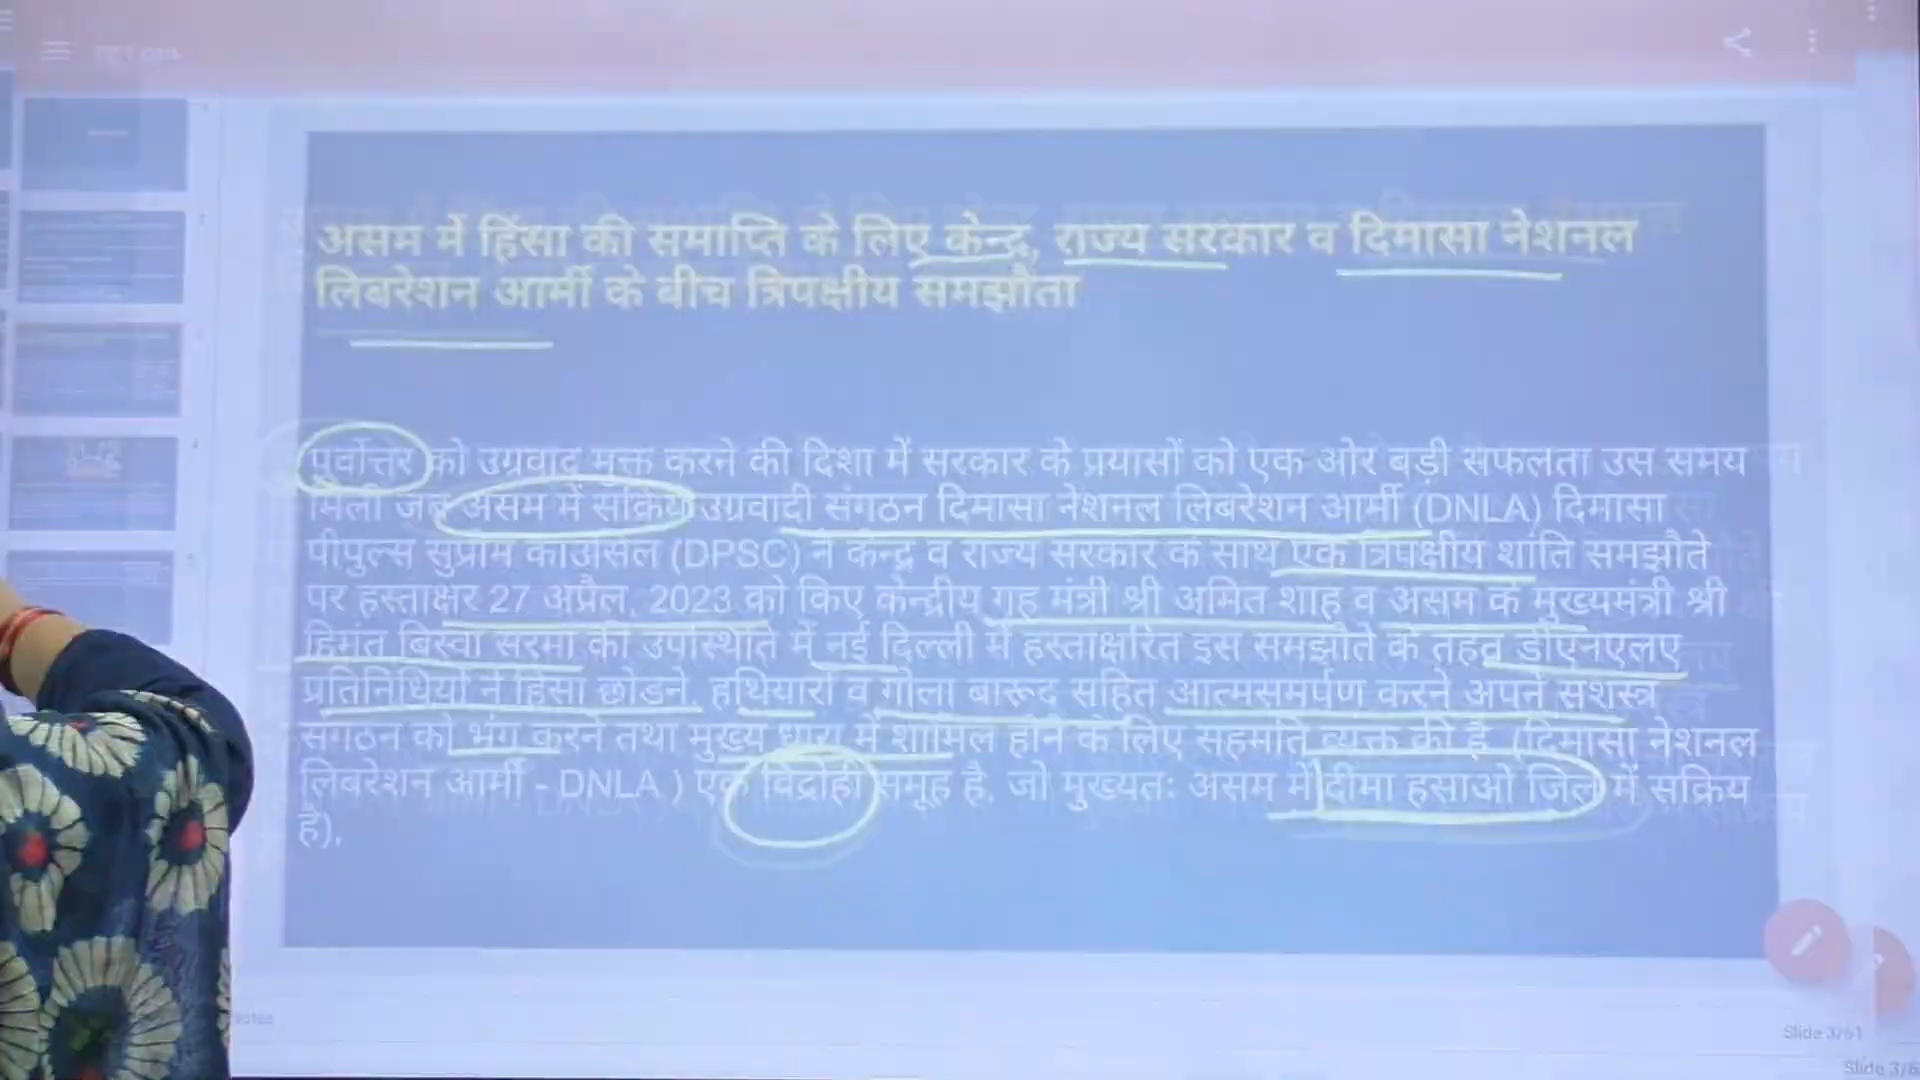 असम में हिंसा की समाप्ति के लिए केन्द्र, राज्य सरकार व दिमासा नेशनल
लिबरेशन आर्मी के बीच त्रिपक्षीय समझौता
पूर्वोत्तर को उग्रवाद मुक्त करने की दिशा में सरकार के प्रयासों को एक ओर बड़ी सफलता उस समय
मिली जब असम में सक्रिय उग्रवादी संगठन दिमासा नेशनल लिबरेशन आर्मी (DNLA) दिमासा
पीपुल्स सुप्रीम काउंसिल (DPSC) ने केन्द्र व राज्य सरकार के साथ एक त्रिपक्षीय शांति समझौते
पर हस्ताक्षर 27 अप्रैल, 2023 को किए केन्द्रीय गृह मंत्री श्री अमित शाह व असम के मुख्यमंत्री श्री
हिमंत बिस्वा सरमा की उपस्थिति में नई दिल्ली में हस्ताक्षरित इस समझौते के तहत डीएनएलए
प्रतिनिधियों ने हिंसा छोडने, हथियारों व गोला बारूद सहित आत्मसमर्पण करने अपने सशस्त्र
संगठन को भंग करने तथा मुख्य धारा में शामिल होने के लिए सहमति व्यक्त की है. (दिमासा नेशनल
लिबरेशन आर्मी - DNLA ) एक विद्रोही समूह है, जो मुख्यतः असम में दीमा हसाओ जिले में सक्रिय
है).
Slide 3/61